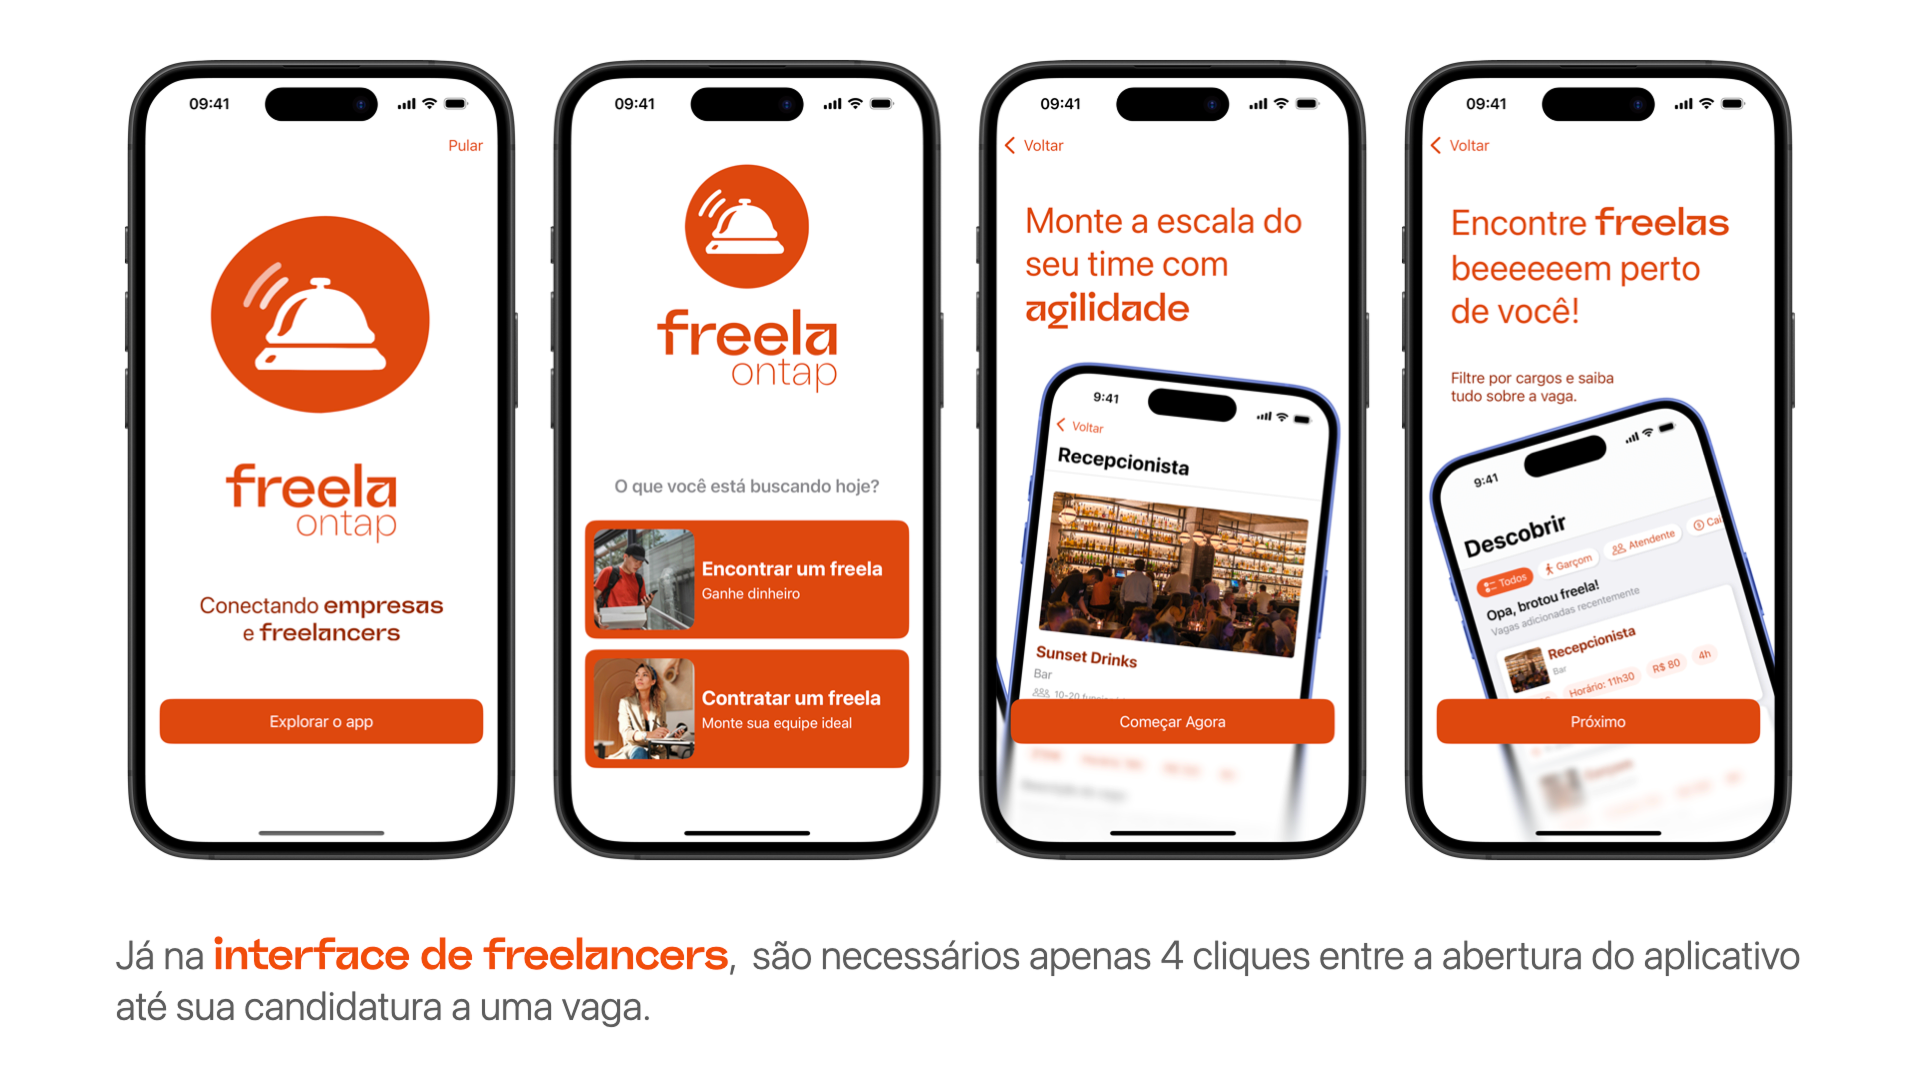 09:41
Pular
freela
ontap
Conectando empresas
e freelancers
Explorar o app
09:41
freela
ontap
O que você está buscando hoje?
Encontrar um freela
Ganhe dinheiro
Contratar um freela
Monte sua equipe ideal
09:41
Voltar
Monte a escala do
seu time com
agilidade
9:41
Voltar
Recepcionista
Sunset Drinks
Bar
10-20
Começar Agora
09:41
Voltar
Encontre freelas
beeeeeem perto
de você!
Filtre por cargos e saiba
tudo sobre a vaga.
9:41
Descobrir
Todos
Garçom
Atendente
Cai
Opa, brotou freela!
Vagas adicionadas recentemente
Recepcionista
Bar
Horário: 11h30
R$ 80
4h
Próximo
Já na interface de freelancers, são necessários apenas 4 cliques entre a abertura do aplicativo
até sua candidatura a uma vaga.